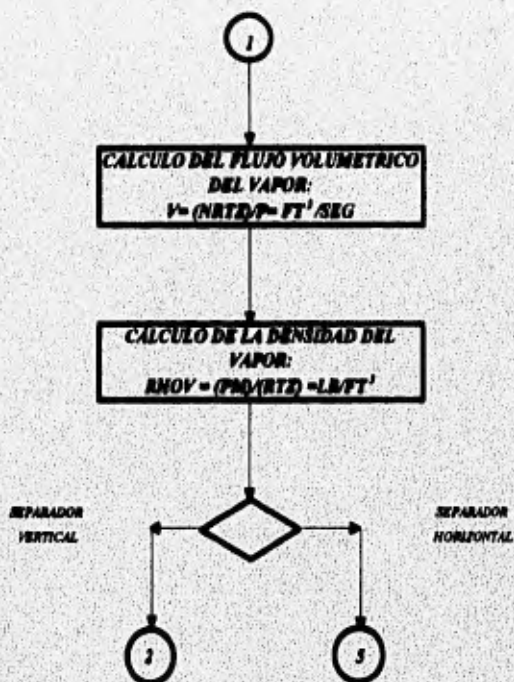 1
CALCULO DEL FLUJO VOLUMETRICO
DEL VAPOR:
V= (NRTZ)/P= FT³/SEG
CALCULO DE LA DENSIDAD DEL
VAPOR:
RHOV = (PM)/(RTZ) =LB/FT³
SEPARADOR
VERTICAL
SEPARADOR
HORIZONTAL
2
5